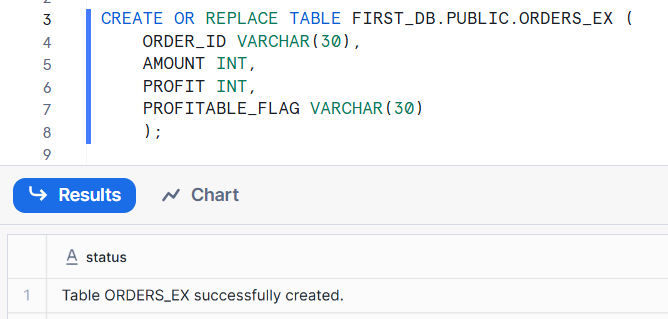 3 CREATE OR REPLACE TABLE FIRST_DB.PUBLIC.ORDERS_EX (
4 ORDER_ID VARCHAR(30),
5 AMOUNT INT,
6 PROFIT INT,
7 PROFITABLE_FLAG VARCHAR(30)
8 );
9
Results Chart
A status
1 Table ORDERS_EX successfully created.